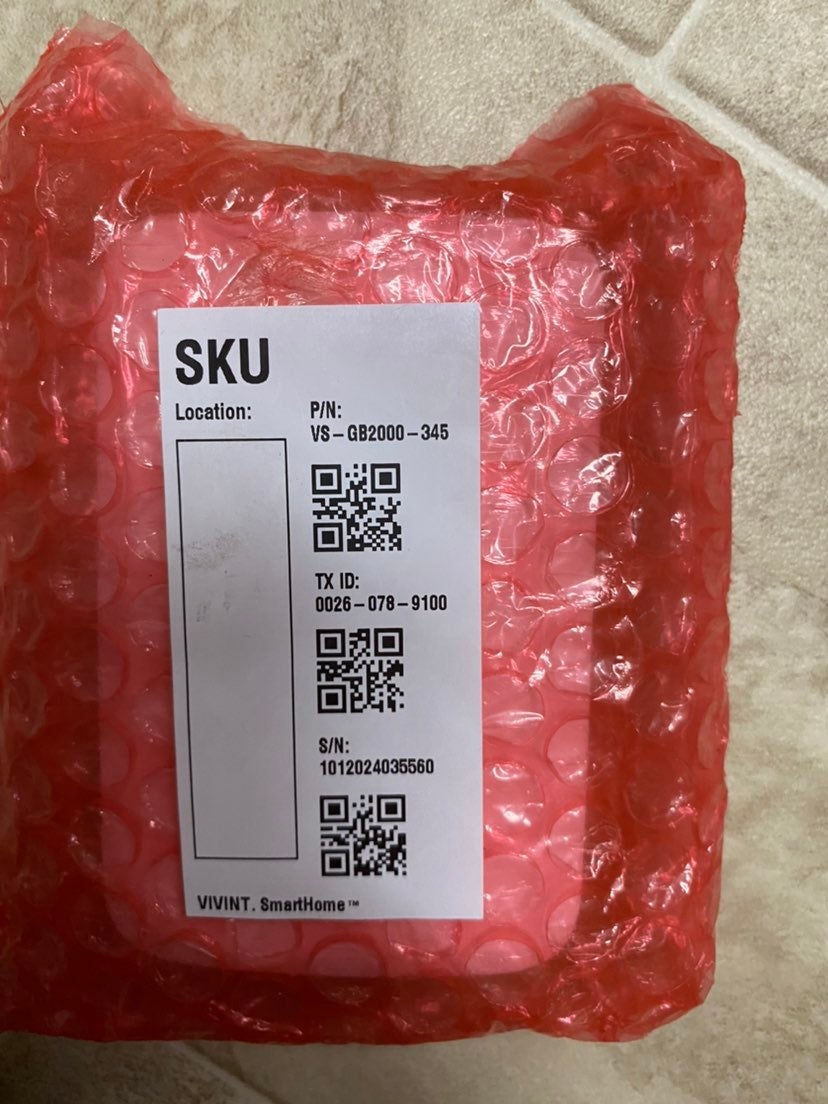 SKU
Location:
P/N:
VS-GB2000-345
TX ID:
0026-078-9100
S/N:
1012024035560
VIVINT. SmartHome™